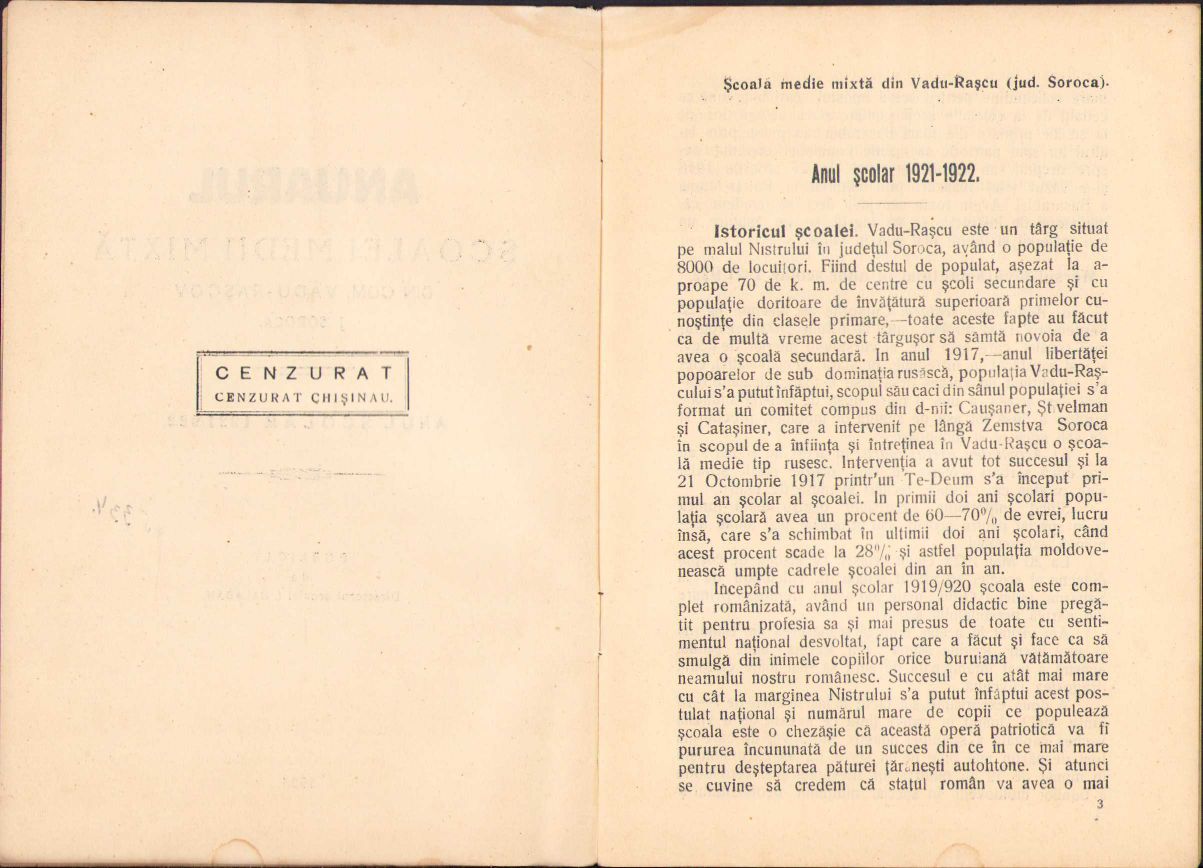 CENZURAT
CENZURAT CHIŞINAU.
334.
Şcoală medie mixtă din Vadu-Raşcu (jud. Soroca).
Anul şcolar 1921-1922.
Istoricul şcoalei. Vadu-Raşcu este un târg situat
pe malul Nistrului în judeţul Soroca, având o populaţie de
8000 de locuitori. Fiind destul de populat, aşezat la a-
proape 70 de k. m. de centre cu şcoli secundare şi cu
populaţie doritoare de învăţătură superioară primelor cu-
noştinţe din clasele primare,—toate aceste fapte au făcut
ca de multă vreme acest târguşor să sămtă novoia de a
avea o şcoală secundară. In anul 1917,—anul libertăţei
popoarelor de sub dominaţia rusăscă, populaţia Vadu-Raş-
cului s'a putut înfăptui, scopul său caci din sânul populaţiei s'a
format un comitet compus din d-nii: Cauşaner, Ştivelman
şi Cataşiner, care a intervenit pe lângă Zemstva Soroca
în scopul de a înfiinţa şi întreţinea în Vadu-Raşcu o şcoa-
lă medie tip rusesc. Intervenţia a avut tot succesul şi la
21 Octombrie 1917 printr'un Te-Deum s'a început pri-
mul an şcolar al şcoalei. In primii doi ani şcolari popu-
laţia şcolară avea un procent de 60—70% de evrei, lucru
însă, care s'a schimbat în ultimii doi ani şcolari, când
acest procent scade la 28% şi astfel populaţia moldove-
nească umpte cadrele şcoalei din an în an.
Începând cu anul şcolar 1919/920 şcoala este com-
plet românizată, având un personal didactic bine pregă-
tit pentru profesia sa şi mai presus de toate cu senti-
mentul naţional desvoltat, fapt care a făcut şi face ca să
smulgă din inimele copiilor orice buruiană vătămătoare
neamului nostru românesc. Succesul e cu atât mai mare
cu cât la marginea Nistrului s'a putut înfăptui acest pos-
tulat naţional şi numărul mare de copii ce populează
şcoala este o chezăşie că această operă patriotică va fi
pururea încununată de un succes din ce în ce mai mare
pentru deşteptarea păturei ţărăneşti autohtone. Şi atunci
se cuvine să credem că statul român va avea o mai
3